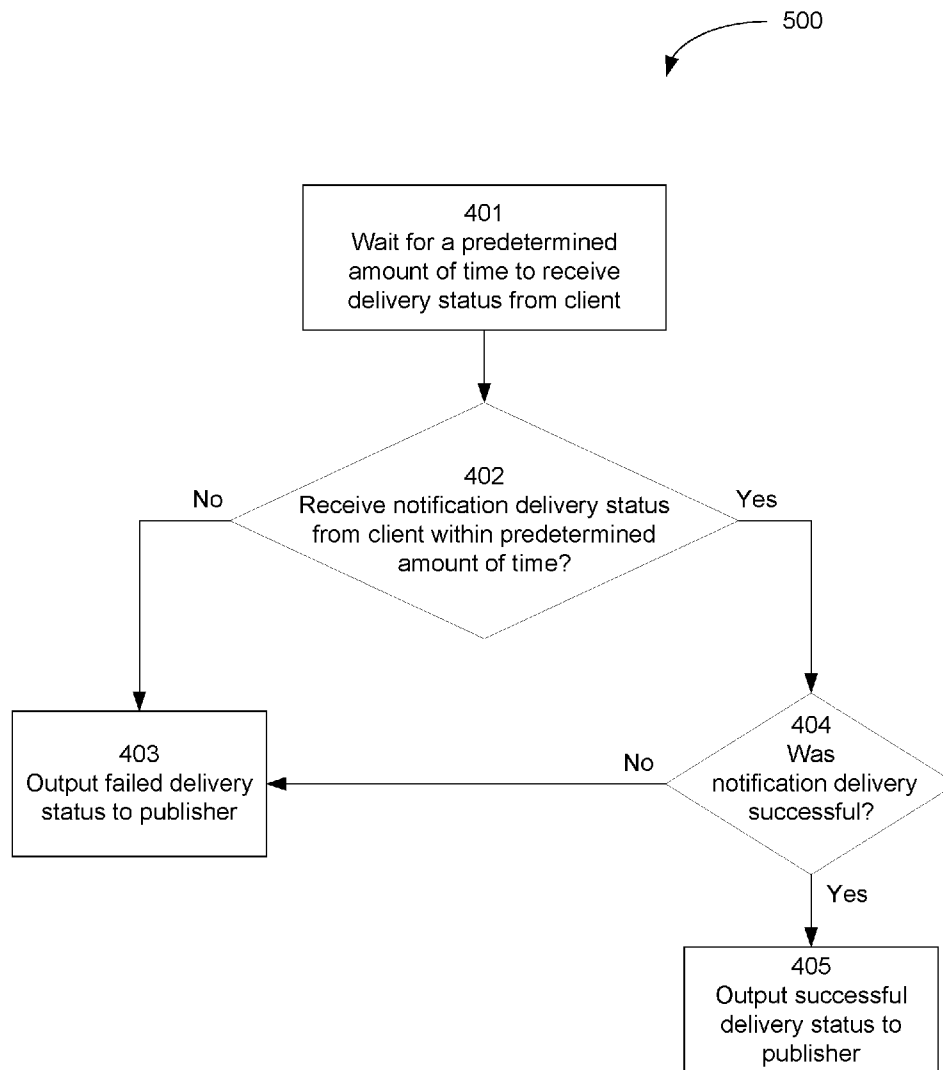 500
401
Wait for a predetermined
amount of time to receive
delivery status from client
402
Receive notification delivery status
from client within predetermined
amount of time?
No
Yes
403
Output failed delivery
status to publisher
No
404
Was
notification delivery
successful?
Yes
405
Output successful
delivery status to
publisher